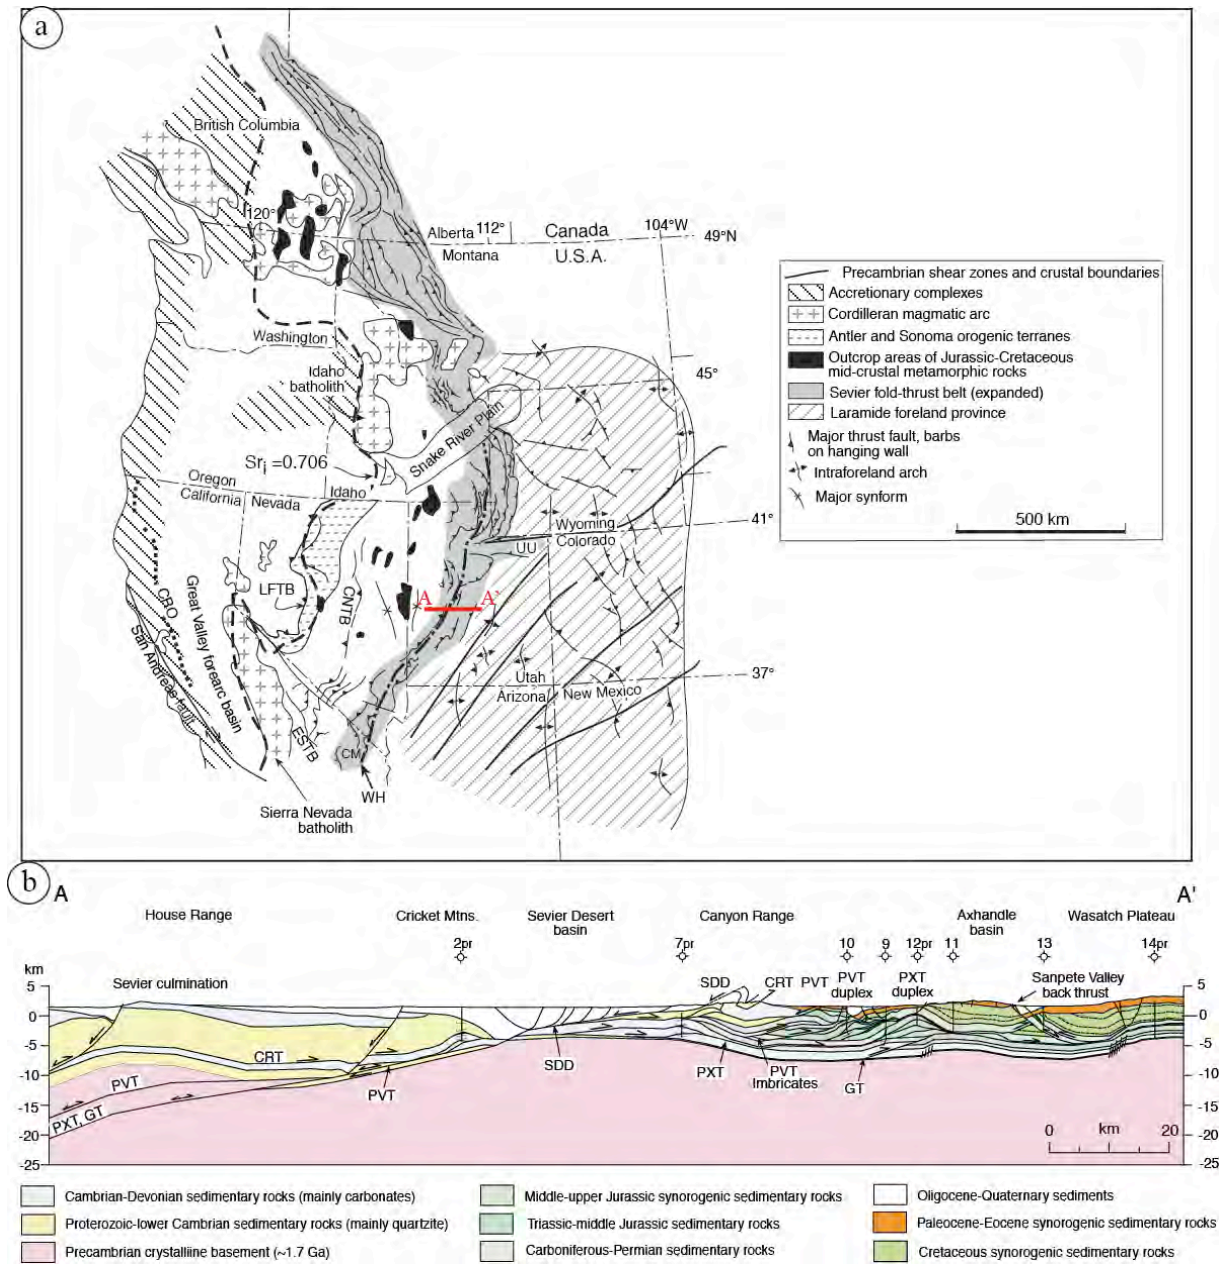 a
British Columbia
120°
Alberta 112°
Montana
Canada
U.S.A.
104°W
49°N
Washington
Idaho
batholith
45°
Snake River Plain
Sri =0.706
Oregon
California
Nevada
Idaho
Wyoming
Colorado
41°
UU
LFTB
CNTB
A
A'
CRO
Great Valley forearc basin
San Andreas fault
Utah
Arizona
New Mexico
37°
ESTB
CM
WH
Sierra Nevada
batholith
Precambrian shear zones and crustal boundaries
Accretionary complexes
Cordilleran magmatic arc
Antler and Sonoma orogenic terranes
Outcrop areas of Jurassic-Cretaceous
mid-crustal metamorphic rocks
Sevier fold-thrust belt (expanded)
Laramide foreland province
Major thrust fault, barbs
on hanging wall
Intraforeland arch
Major synform
500 km
b
A
A'
House Range
Cricket Mtns.
Sevier Desert
basin
Canyon Range
Axhandle
basin
Wasatch Plateau
2pr
7pr
10
9
12pr
11
13
14pr
km
Sevier culmination
SDD
CRT
PVT
PVT
duplex
PXT
duplex
Sanpete Valley
back thrust
5
0
-5
-10
-15
-20
-25
5
0
-5
-10
-15
-20
-25
CRT
PVT
PXT, GT
PVT
SDD
PXT
PVT
Imbricates
GT
0 km 20
Cambrian-Devonian sedimentary rocks (mainly carbonates)
Proterozoic-lower Cambrian sedimentary rocks (mainly quartzite)
Precambrian crystalliine basement (~1.7 Ga)
Middle-upper Jurassic synorogenic sedimentary rocks
Triassic-middle Jurassic sedimentary rocks
Carboniferous-Permian sedimentary rocks
Oligocene-Quaternary sediments
Paleocene-Eocene synorogenic sedimentary rocks
Cretaceous synorogenic sedimentary rocks